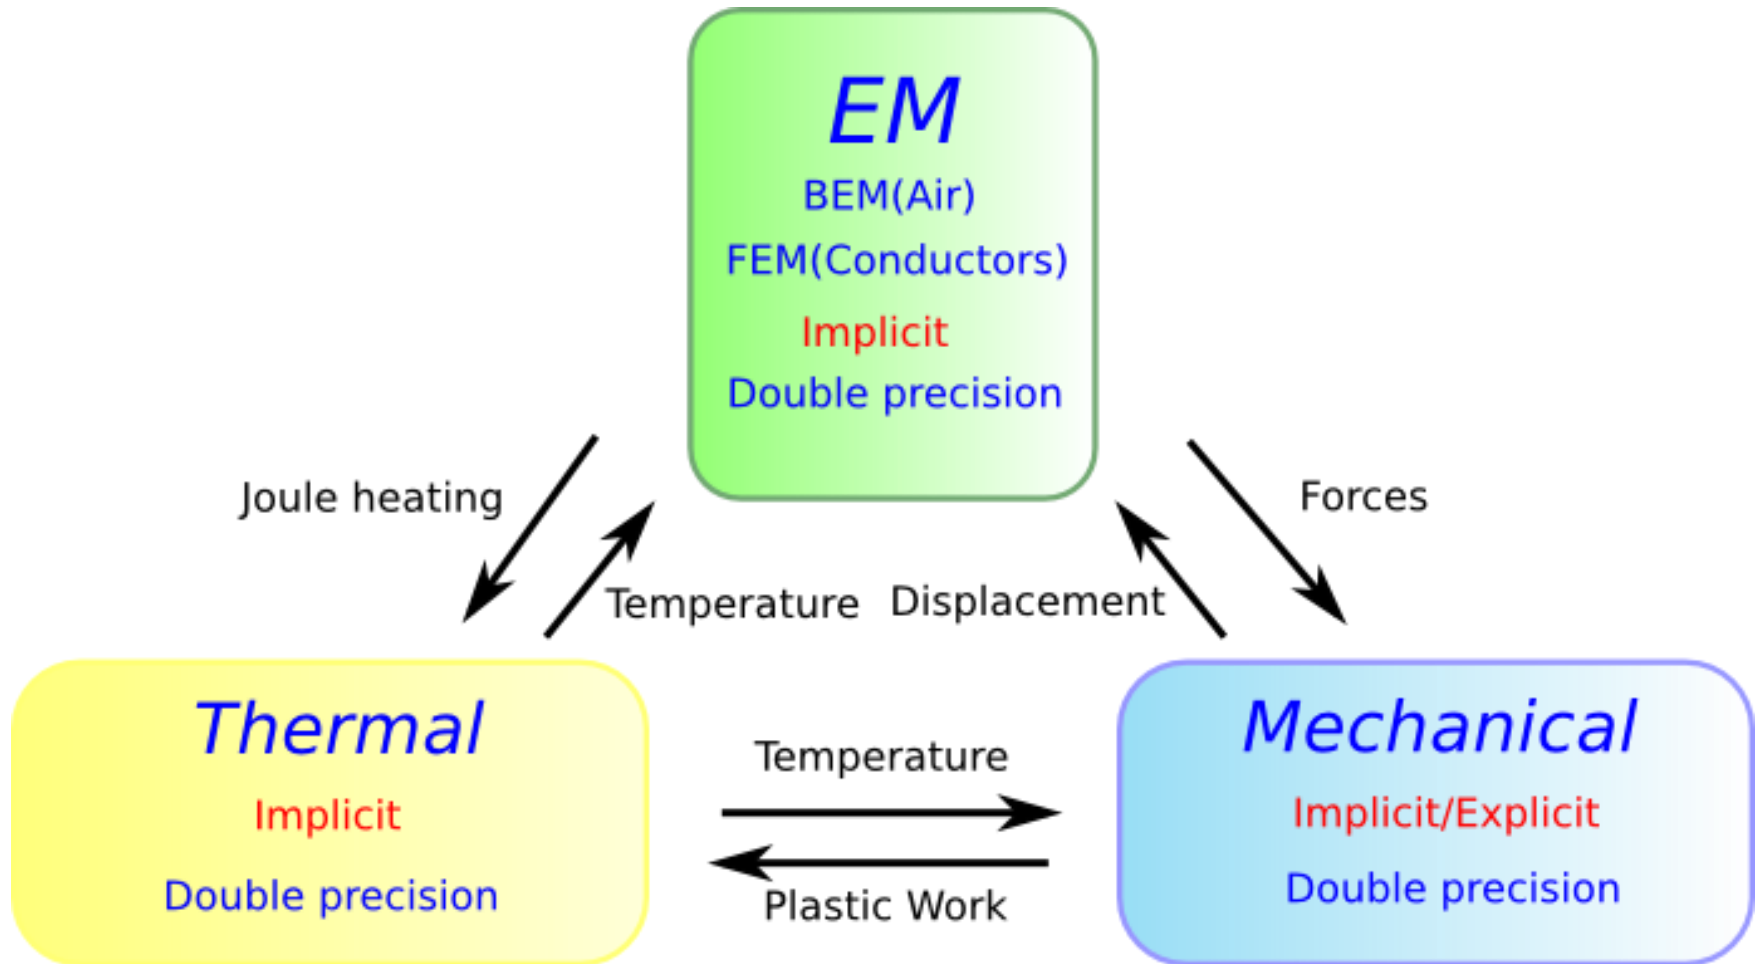 EM
BEM(Air)
FEM(Conductors)
Implicit
Double precision
Joule heating
Forces
Temperature
Displacement
Thermal
Implicit
Double precision
Temperature
Plastic Work
Mechanical
Implicit/Explicit
Double precision